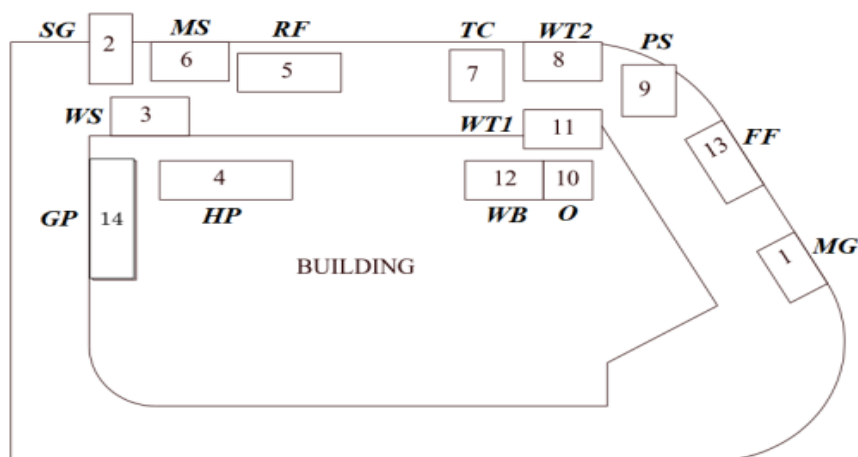 SG MS RF TC WT2 PS
2 6 5 7 8 9
WS 3 WT1 11 13 FF
4 12 10
GP 14 HP WB O 1 MG
BUILDING